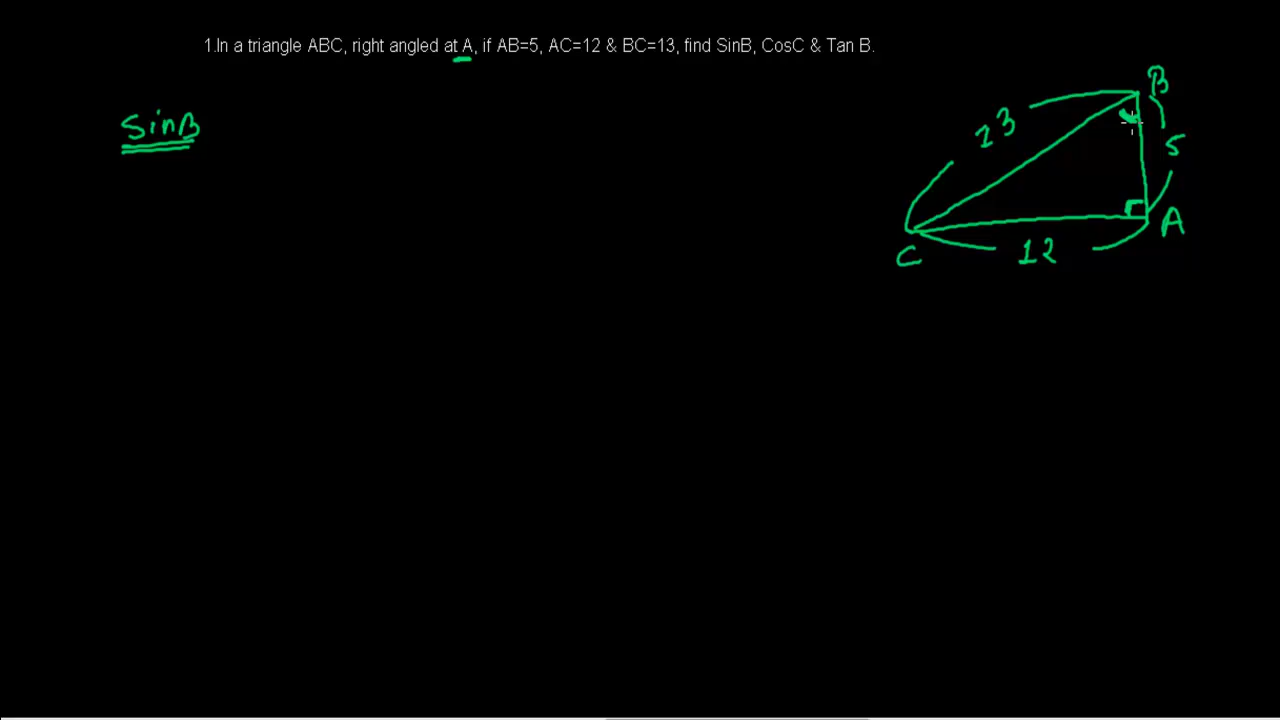 1.In a triangle ABC, right angled at A, if AB=5, AC=12 & BC=13, find SinB, CosC & Tan B.
SinB
B
13
5
A
C
12